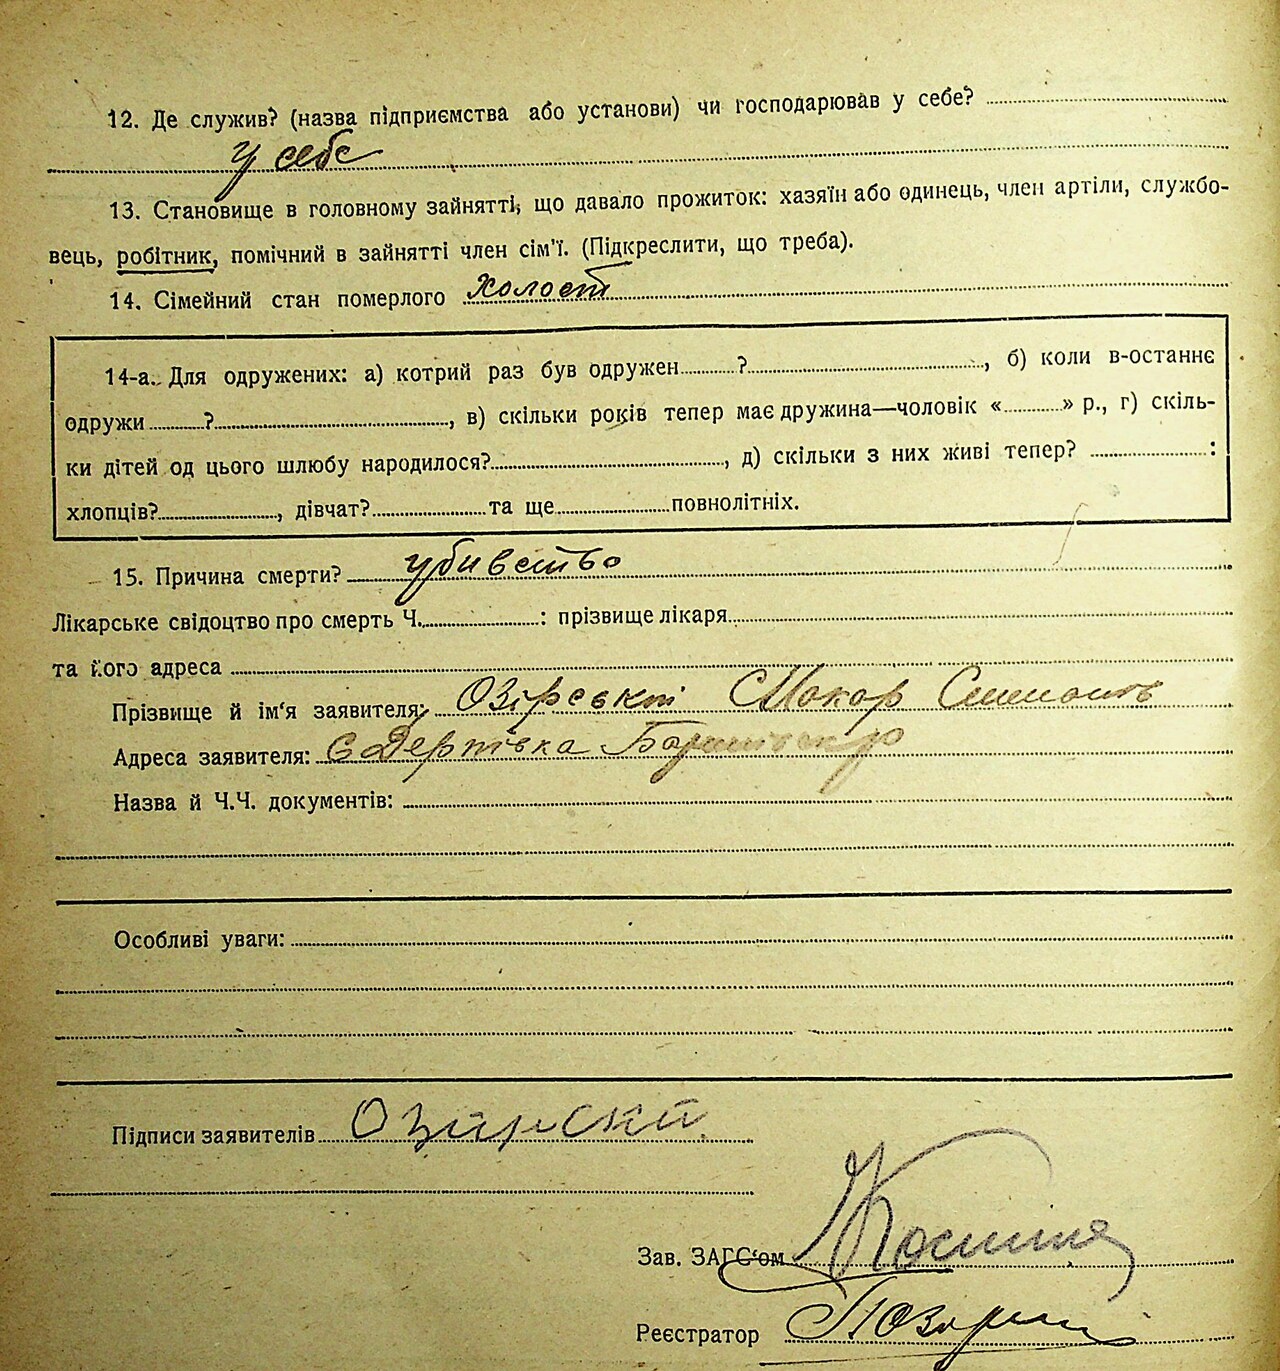 12. Де служив? (назва підприємства або установи) чи господарював у себе?
у себе
13. Становище в головному зайнятті, що давало прожиток: хазяїн або одинець, член артіли, службо-
вець, робітник, помічний в зайнятті член сім'ї. (Підкреслити, що треба).
14. Сімейний стан померлого Холост
14-а. Для одружених: а) котрий раз був одружен ? , б) коли в-останнє
одружи ? , в) скільки років тепер має дружина—чоловік « » р., г) скіль-
ки дітей од цього шлюбу народилося? , д) скільки з них живі тепер? :
хлопців? , дівчат? та ще повнолітніх.
15. Причина смерти? убивство
Лікарське свідоцтво про смерть Ч. : прізвище лікаря
та його адреса
Прізвище й ім'я заявителя: Озірськи Макар
Адреса заявителя: с
Назва й Ч.Ч. документів:
Особливі уваги:
Підписи заявителів Озирски
Зав. ЗАГС'ом
Реєстратор